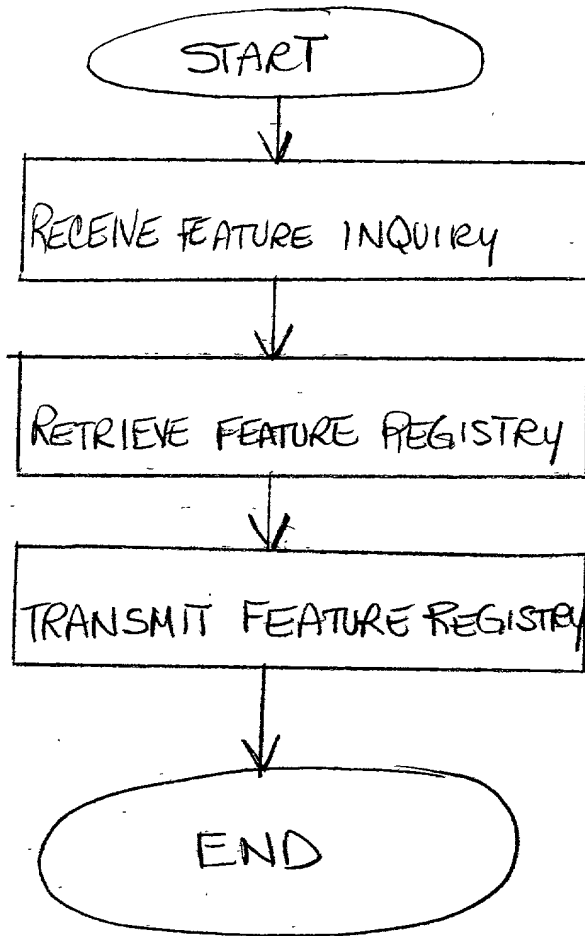 START
RECEIVE FEATURE INQUIRY
RETRIEVE FEATURE REGISTRY
TRANSMIT FEATURE REGISTRY
END